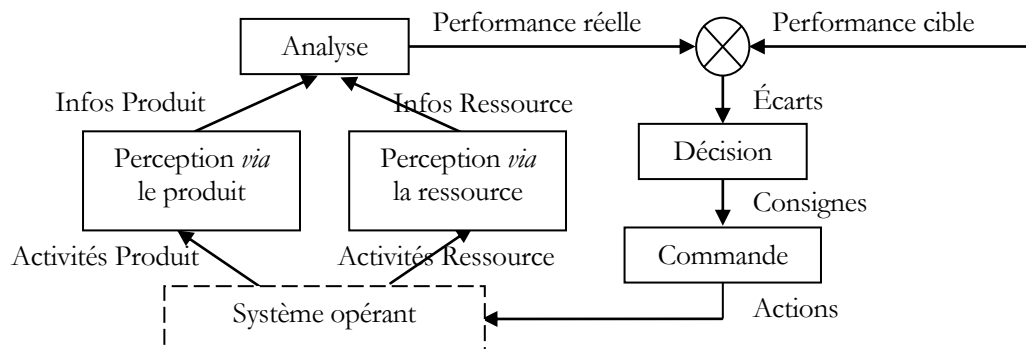 Performance réelle
Performance cible
Analyse
Infos Produit
Infos Ressource
Écarts
Perception via
le produit
Perception via
la ressource
Décision
Consignes
Activités Produit
Activités Ressource
Commande
Système opérant
Actions